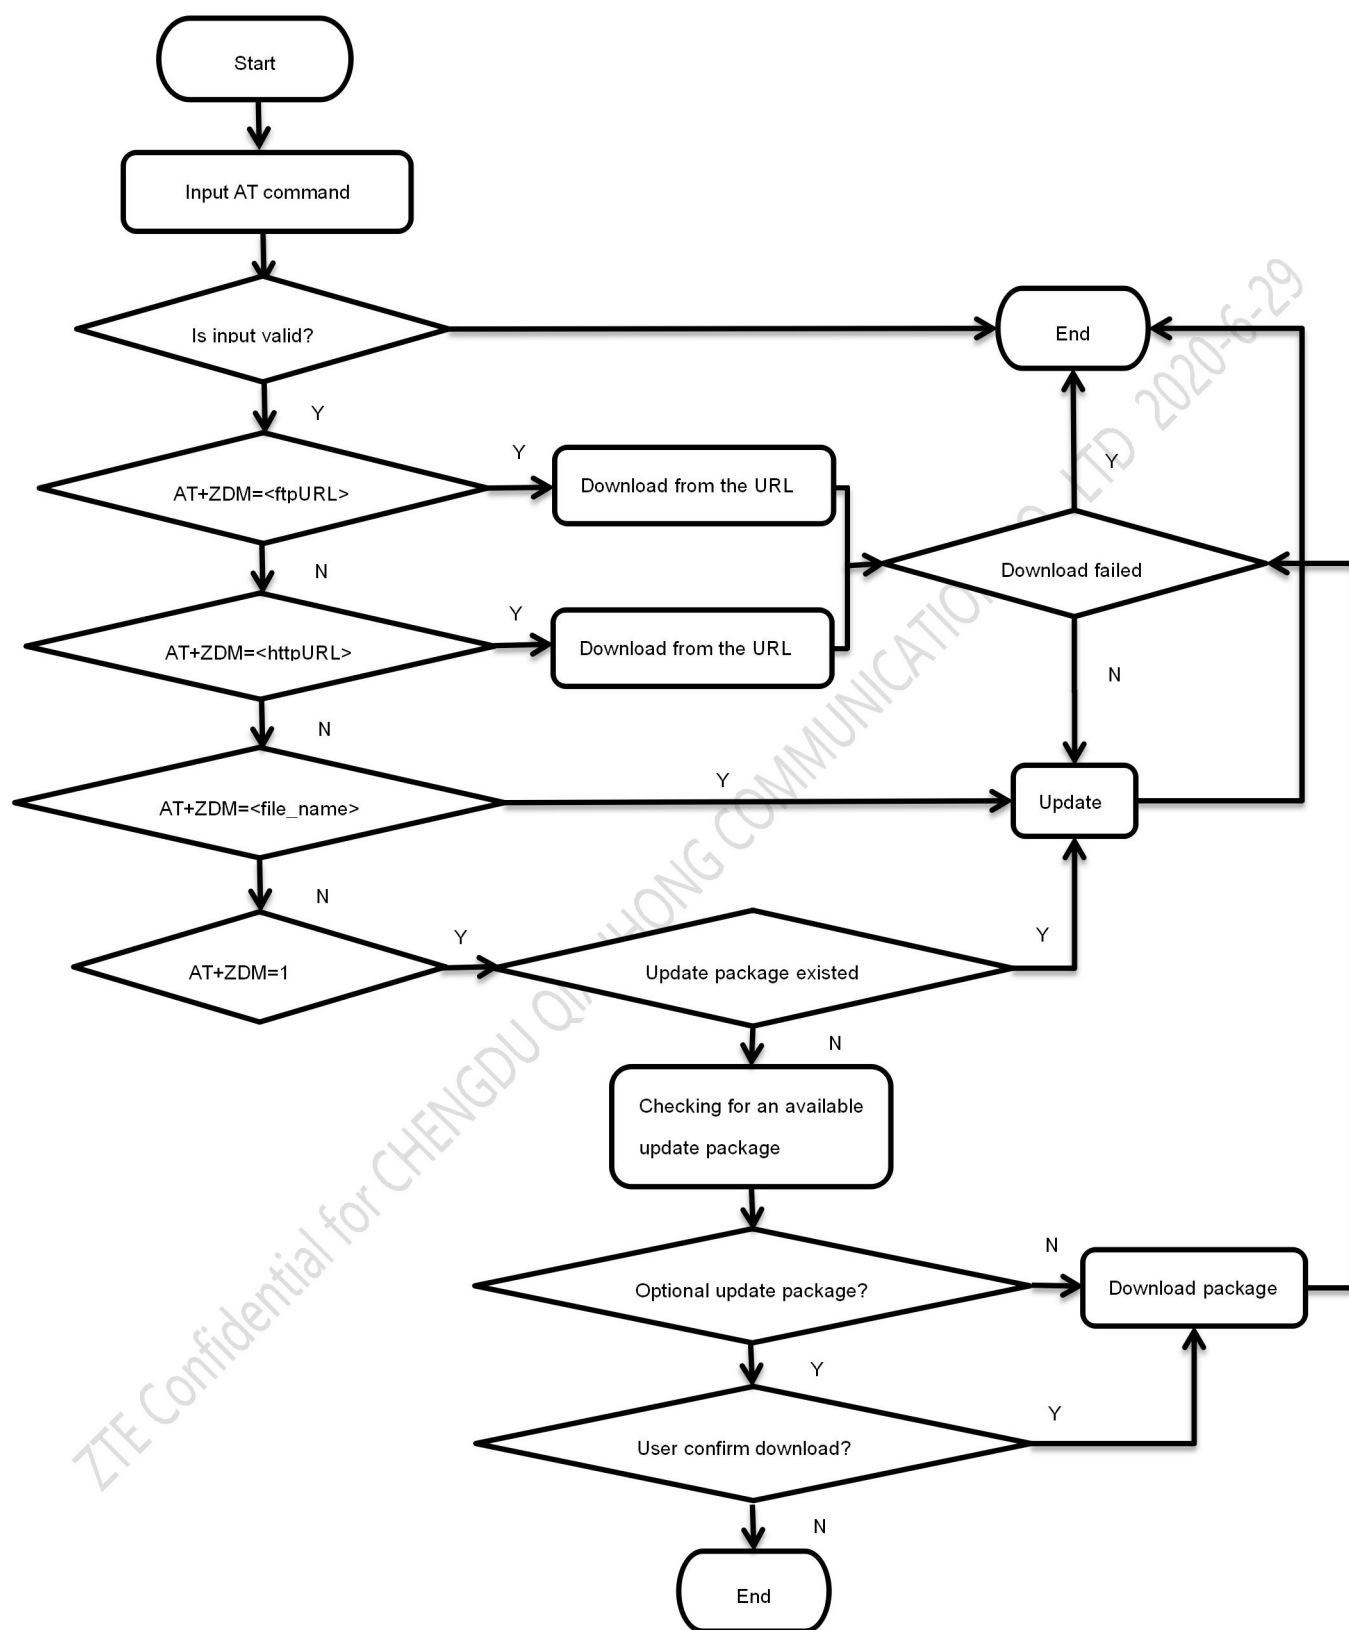 Start
Input AT command
Is input valid?
End
Y
AT+ZDM=<ftpURL>
Y
Download from the URL
Y
Download failed
N
AT+ZDM=<httpURL>
Y
Download from the URL
N
N
AT+ZDM=<file_name>
Y
Update
N
AT+ZDM=1
Y
Update package existed
Y
N
Checking for an available
update package
Optional update package?
N
Download package
Y
User confirm download?
Y
N
End
ZTE Confidential for CHENGDU HONG COMMUNICATION LTD 2020-6-29